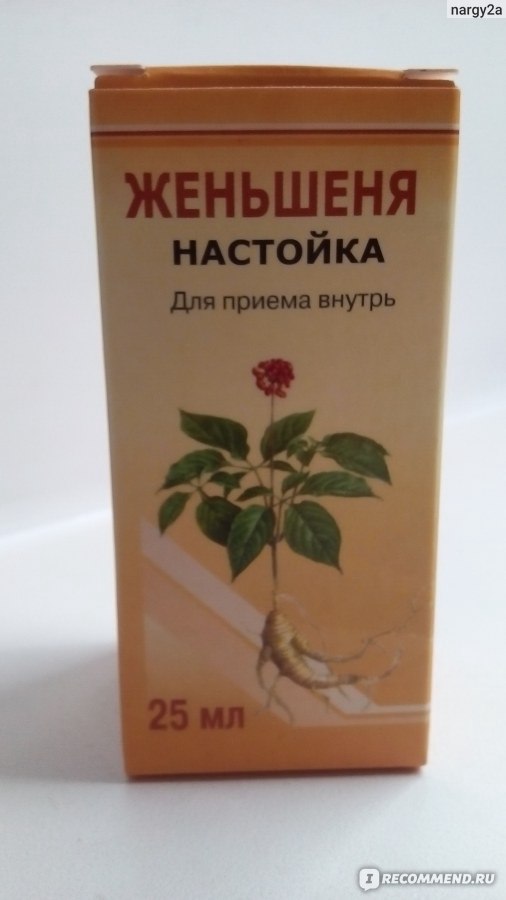 nargy2a
ЖЕНЬШЕНЯ
НАСТОЙКА
Для приема внутрь
25 мл
I RECOMMEND.RU